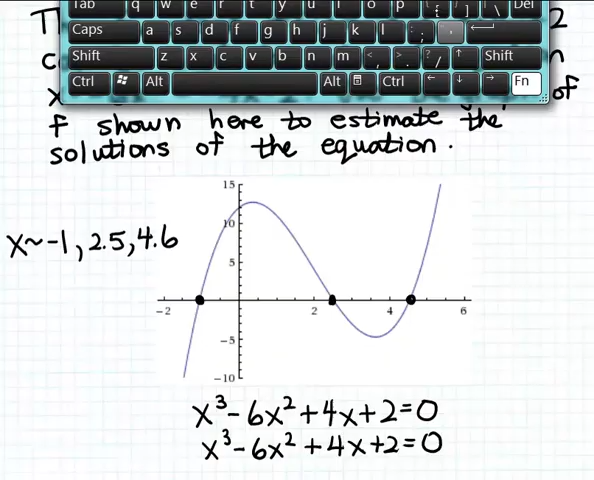 Tab q w e r t y u i o p { [ } ] | \ Del
T 2
Caps a s d f g h j k l : ; " ' ←
Shift z x c v b n m < , > . ? / ↑ Shift
Ctrl Alt Alt Ctrl ← ↓ → Fn
x of
f shown here to estimate the
solutions of the equation.
15
10
5
-5
-10
-2 2 4 6
x~-1, 2.5, 4.6
x³-6x²+4x+2=0
x³-6x²+4x+2=0